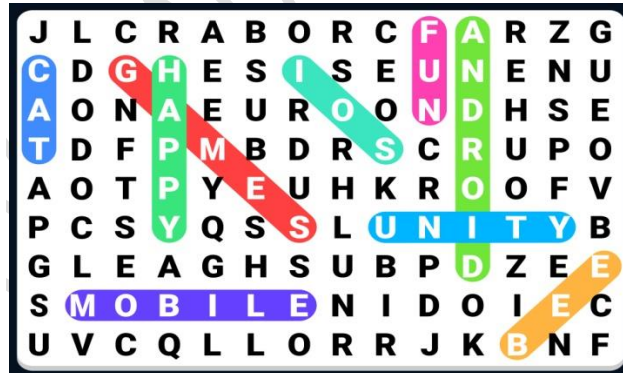 J L C R A B O R C F A R Z G
C D G H E S I S E U N E N U
A O N A E U R O O N D H S E
T D F P M B D R S C R U P O
A O T P Y E U H K R O O F V
P C S Y Q S S L U N I T Y B
G L E A G H S U B P D Z E E
S M O B I L E N I D O I E C
U V C Q L L O R R J K B N F